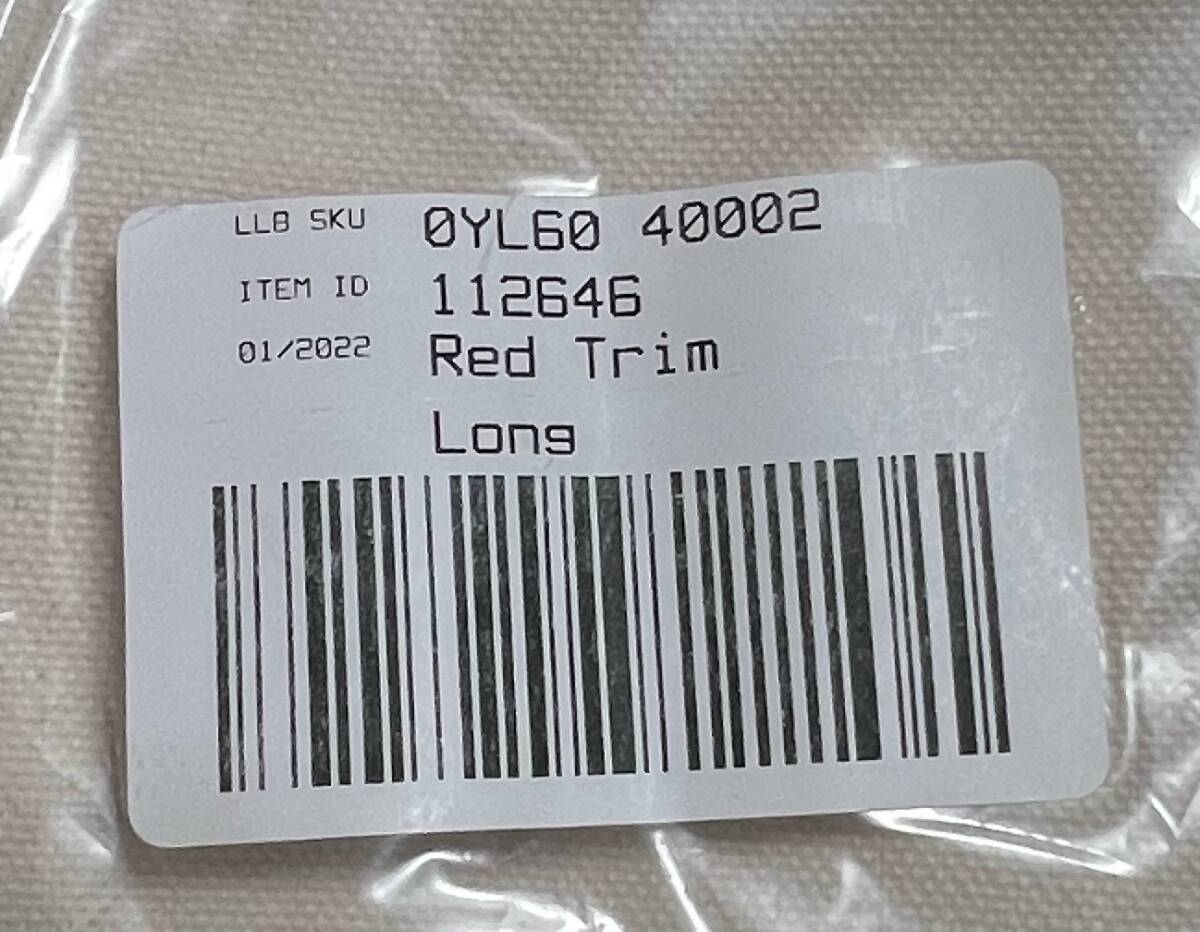 LLB SKU 0YL60 40002
ITEM ID 112646
01/2022 Red Trim
Long